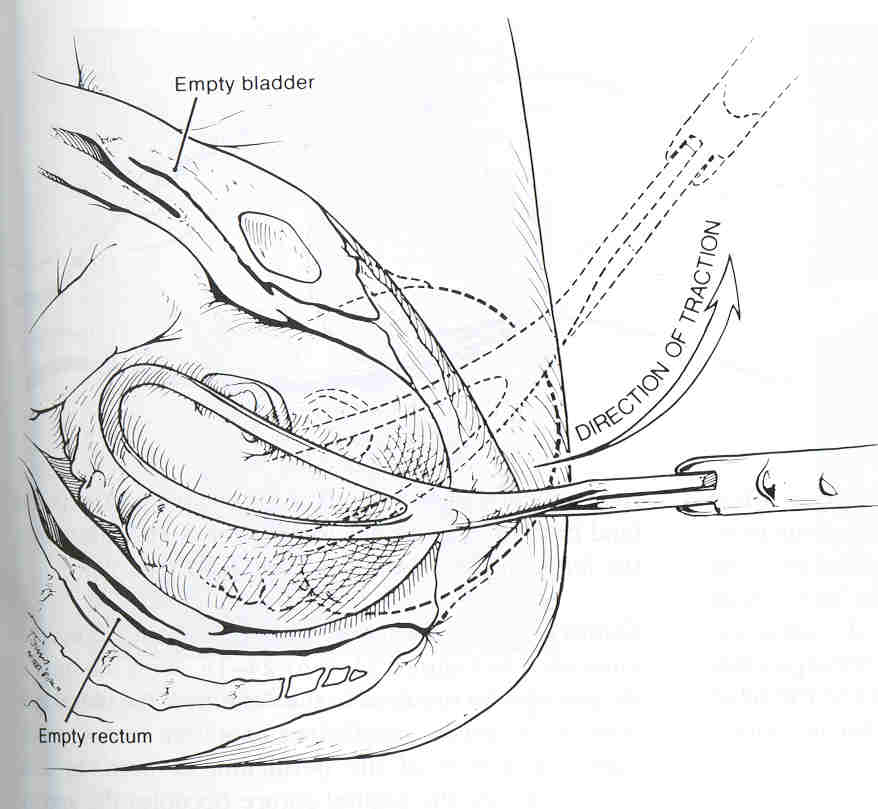 Empty bladder
DIRECTION OF TRACTION
Empty rectum